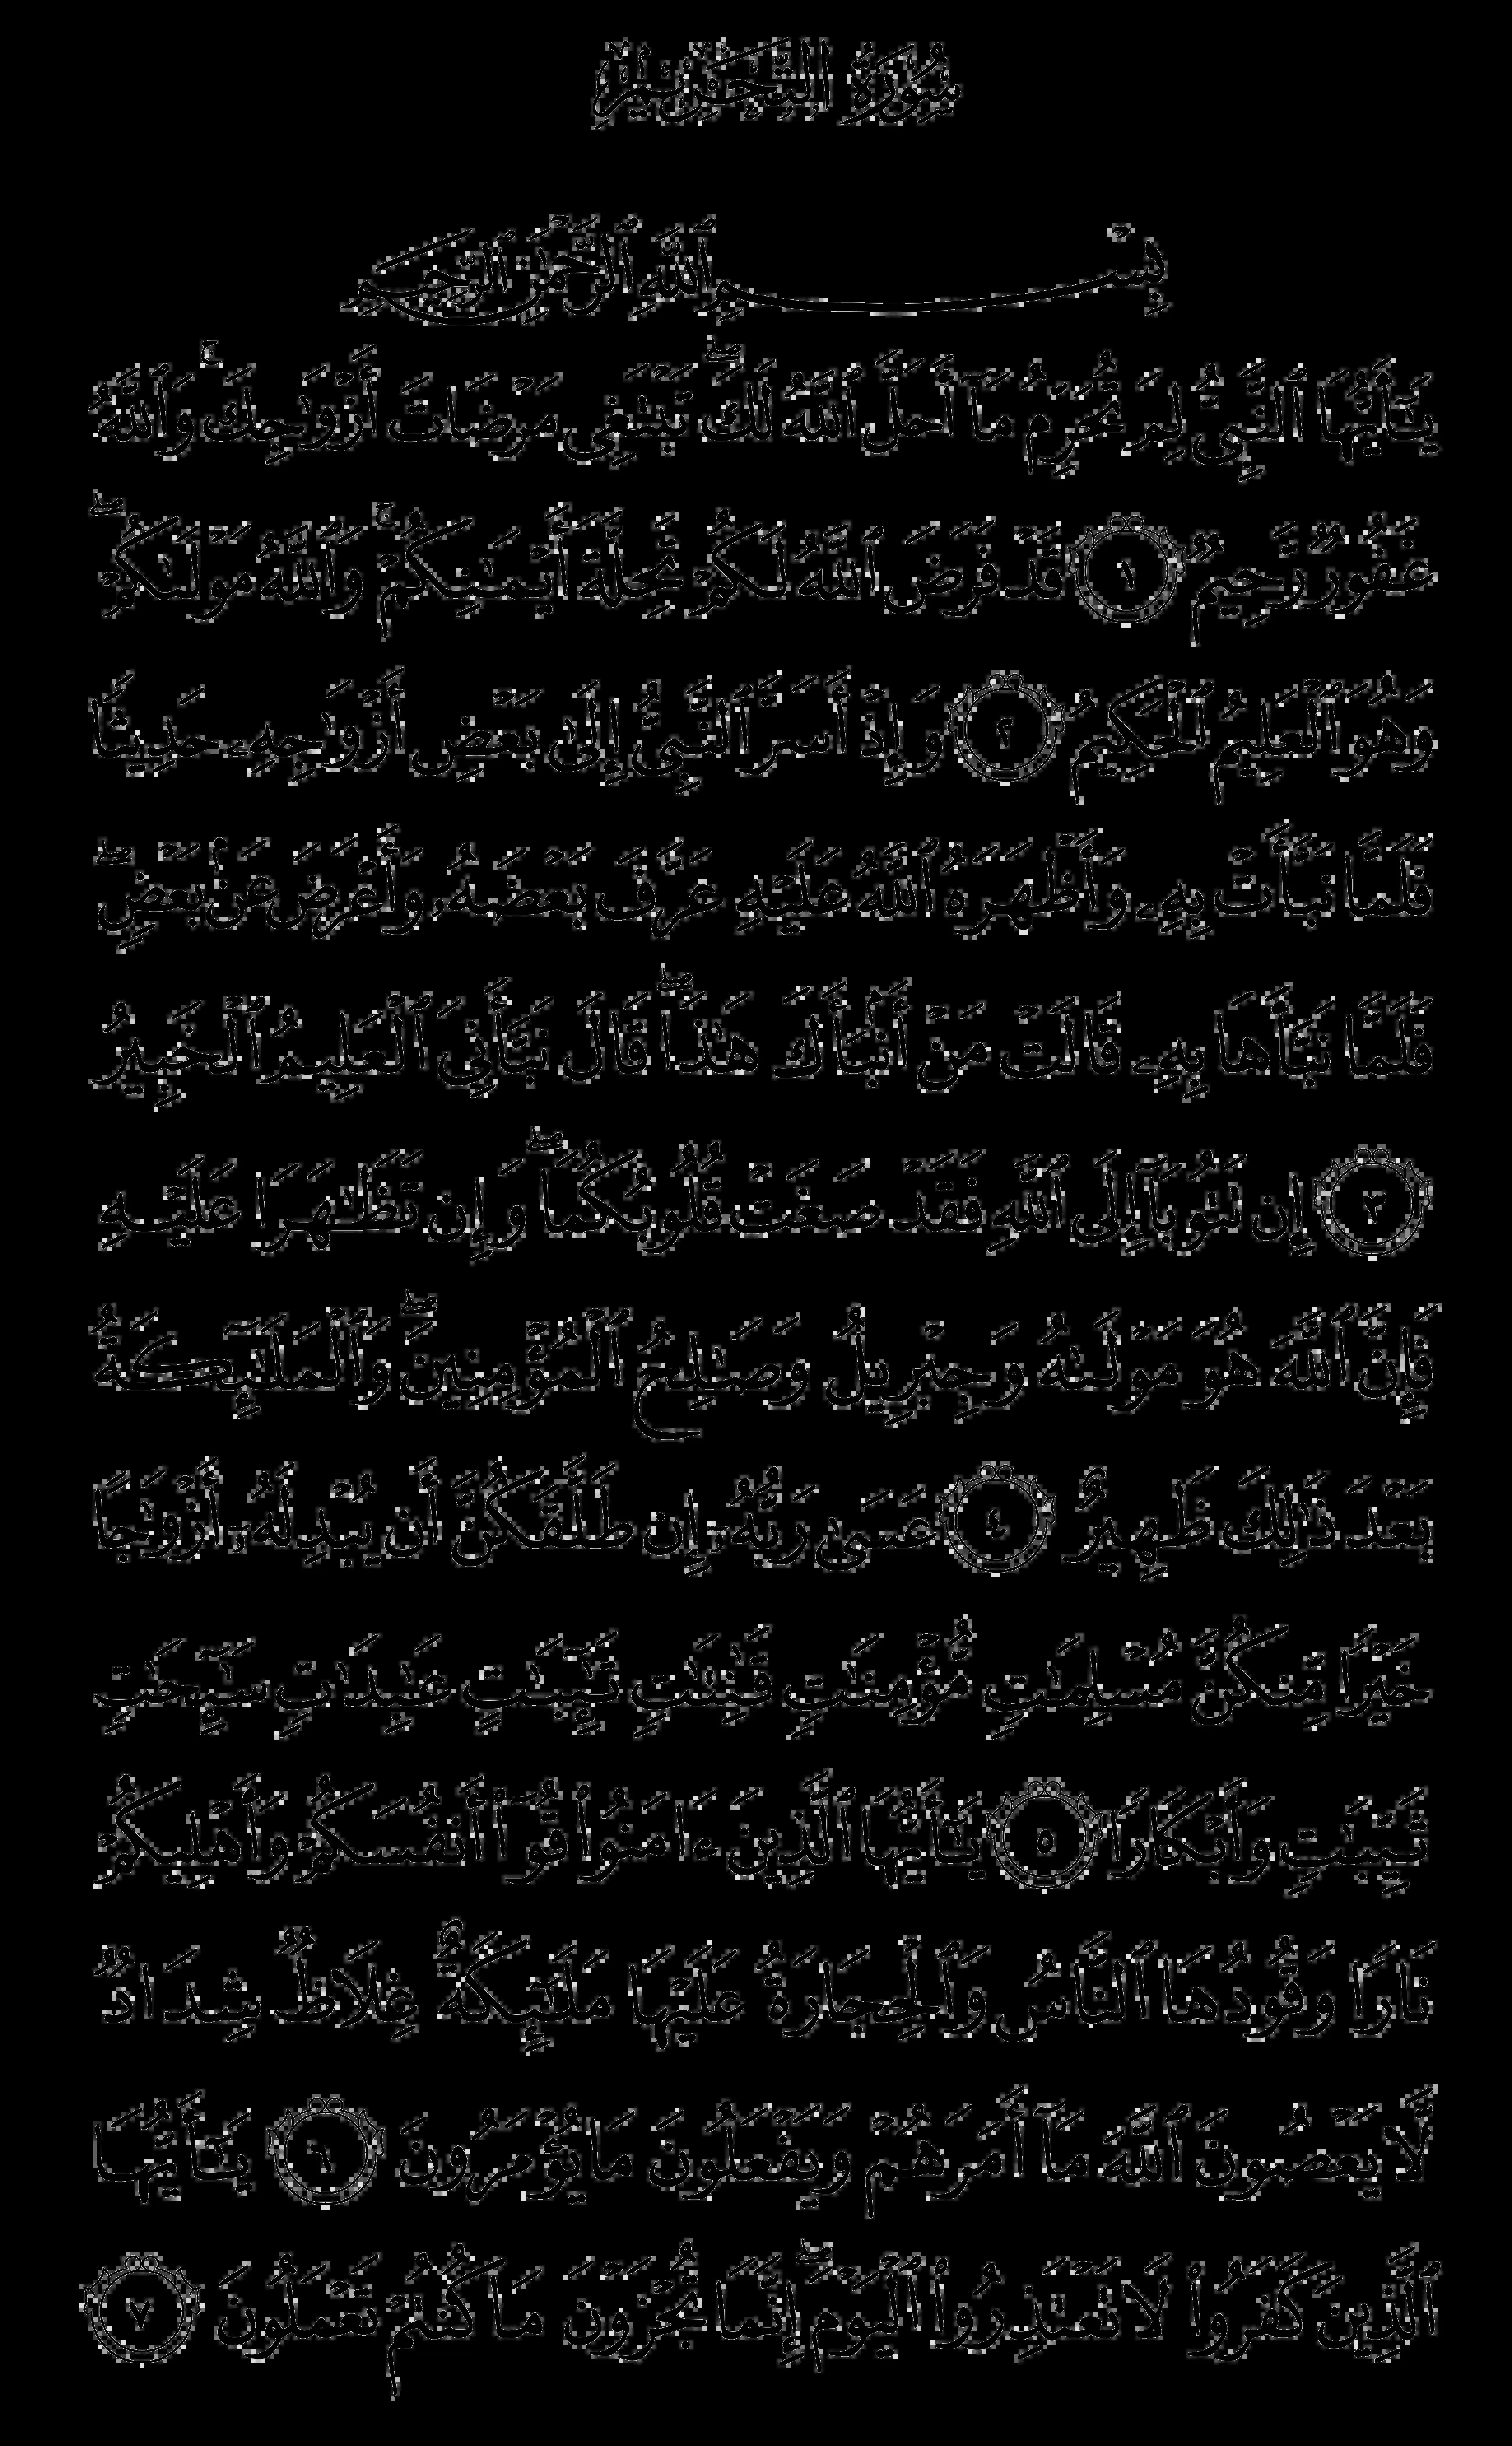 سُورَةُ التَّحْرِيمِ
بِسْمِ ٱللَّهِ ٱلرَّحْمَٰنِ ٱلرَّحِيمِ
يَٰٓأَيُّهَا ٱلنَّبِىُّ لِمَ تُحَرِّمُ مَآ أَحَلَّ ٱللَّهُ لَكَ ۖ تَبْتَغِى مَرْضَاتَ أَزْوَٰجِكَ ۚ وَٱللَّهُ
غَفُورٌ رَّحِيمٌ ١ قَدْ فَرَضَ ٱللَّهُ لَكُمْ تَحِلَّةَ أَيْمَٰنِكُمْ ۚ وَٱللَّهُ مَوْلَىٰكُمْ ۖ
وَهُوَ ٱلْعَلِيمُ ٱلْحَكِيمُ ٢ وَإِذْ أَسَرَّ ٱلنَّبِىُّ إِلَىٰ بَعْضِ أَزْوَٰجِهِۦ حَدِيثًا
فَلَمَّا نَبَّأَتْ بِهِۦ وَأَظْهَرَهُ ٱللَّهُ عَلَيْهِ عَرَّفَ بَعْضَهُۥ وَأَعْرَضَ عَنۢ بَعْضٍ ۖ
فَلَمَّا نَبَّأَهَا بِهِۦ قَالَتْ مَنْ أَنۢبَأَكَ هَٰذَا ۖ قَالَ نَبَّأَنِىَ ٱلْعَلِيمُ ٱلْخَبِيرُ
٣ إِن تَتُوبَآ إِلَى ٱللَّهِ فَقَدْ صَغَتْ قُلُوبُكُمَا ۖ وَإِن تَظَٰهَرَا عَلَيْهِ
فَإِنَّ ٱللَّهَ هُوَ مَوْلَىٰهُ وَجِبْرِيلُ وَصَٰلِحُ ٱلْمُؤْمِنِينَ ۖ وَٱلْمَلَٰٓئِكَةُ
بَعْدَ ذَٰلِكَ ظَهِيرٌ ٤ عَسَىٰ رَبُّهُۥٓ إِن طَلَّقَكُنَّ أَن يُبْدِلَهُۥٓ أَزْوَٰجًا
خَيْرًا مِّنكُنَّ مُسْلِمَٰتٍ مُّؤْمِنَٰتٍ قَٰنِتَٰتٍ تَٰٓئِبَٰتٍ عَٰبِدَٰتٍ سَٰٓئِحَٰتٍ
ثَيِّبَٰتٍ وَأَبْكَارًا ٥ يَٰٓأَيُّهَا ٱلَّذِينَ ءَامَنُوا۟ قُوٓا۟ أَنفُسَكُمْ وَأَهْلِيكُمْ
نَارًا وَقُودُهَا ٱلنَّاسُ وَٱلْحِجَارَةُ عَلَيْهَا مَلَٰٓئِكَةٌ غِلَاظٌ شِدَادٌ
لَّا يَعْصُونَ ٱللَّهَ مَآ أَمَرَهُمْ وَيَفْعَلُونَ مَا يُؤْمَرُونَ ٦ يَٰٓأَيُّهَا
ٱلَّذِينَ كَفَرُوا۟ لَا تَعْتَذِرُوا۟ ٱلْيَوْمَ ۖ إِنَّمَا تُجْزَوْنَ مَا كُنتُمْ تَعْمَلُونَ ٧